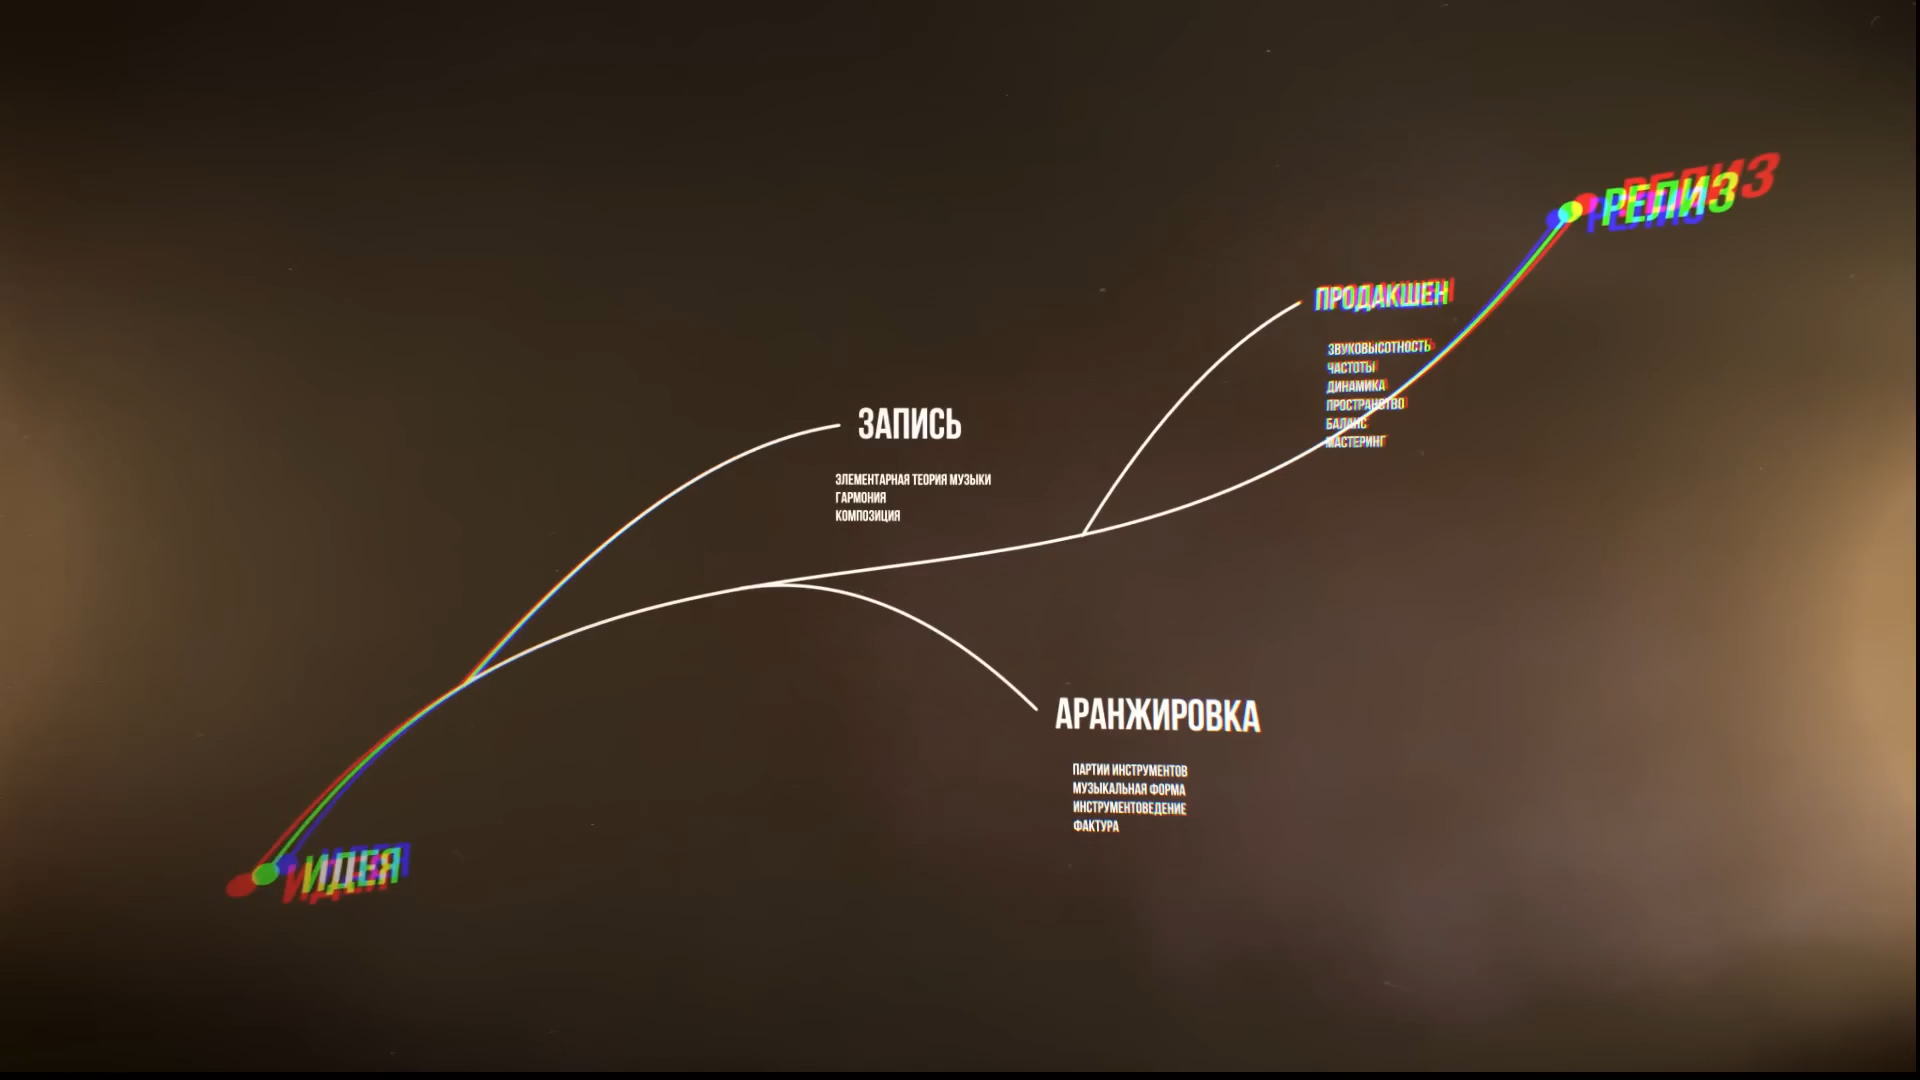 РЕЛИЗ
ПРОДАКШЕН
ЗВУКОВЫСОТНОСТЬ
ЧАСТОТЫ
ДИНАМИКА
ПРОСТРАНСТВО
БАЛАНС
МАСТЕРИНГ
ЗАПИСЬ
ЭЛЕМЕНТАРНАЯ ТЕОРИЯ МУЗЫКИ
ГАРМОНИЯ
КОМПОЗИЦИЯ
АРАНЖИРОВКА
ПАРТИИ ИНСТРУМЕНТОВ
МУЗЫКАЛЬНАЯ ФОРМА
ИНСТРУМЕНТОВЕДЕНИЕ
ФАКТУРА
ИДЕЯ